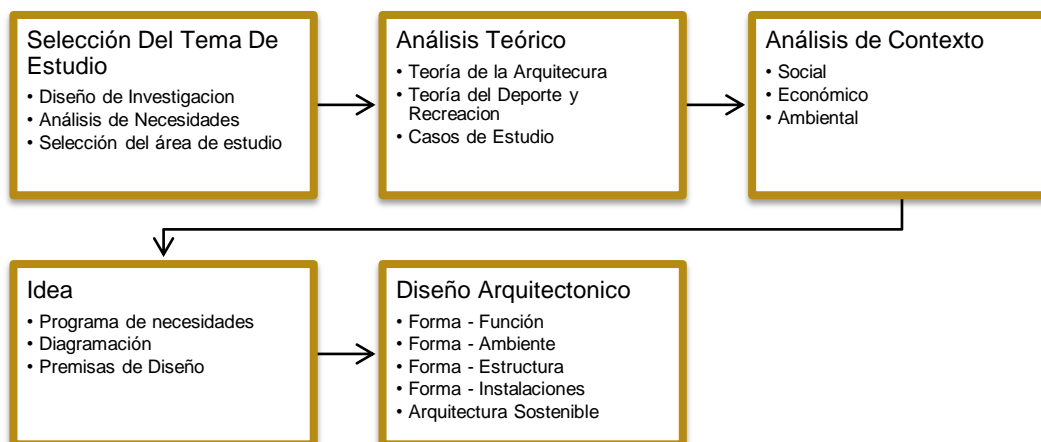 Selección Del Tema De
Estudio
• Diseño de Investigacion
• Análisis de Necesidades
• Selección del área de estudio
Análisis Teórico
• Teoría de la Arquitecura
• Teoría del Deporte y
Recreacion
• Casos de Estudio
Análisis de Contexto
• Social
• Económico
• Ambiental
Idea
• Programa de necesidades
• Diagramación
• Premisas de Diseño
Diseño Arquitectonico
• Forma - Función
• Forma - Ambiente
• Forma - Estructura
• Forma - Instalaciones
• Arquitectura Sostenible